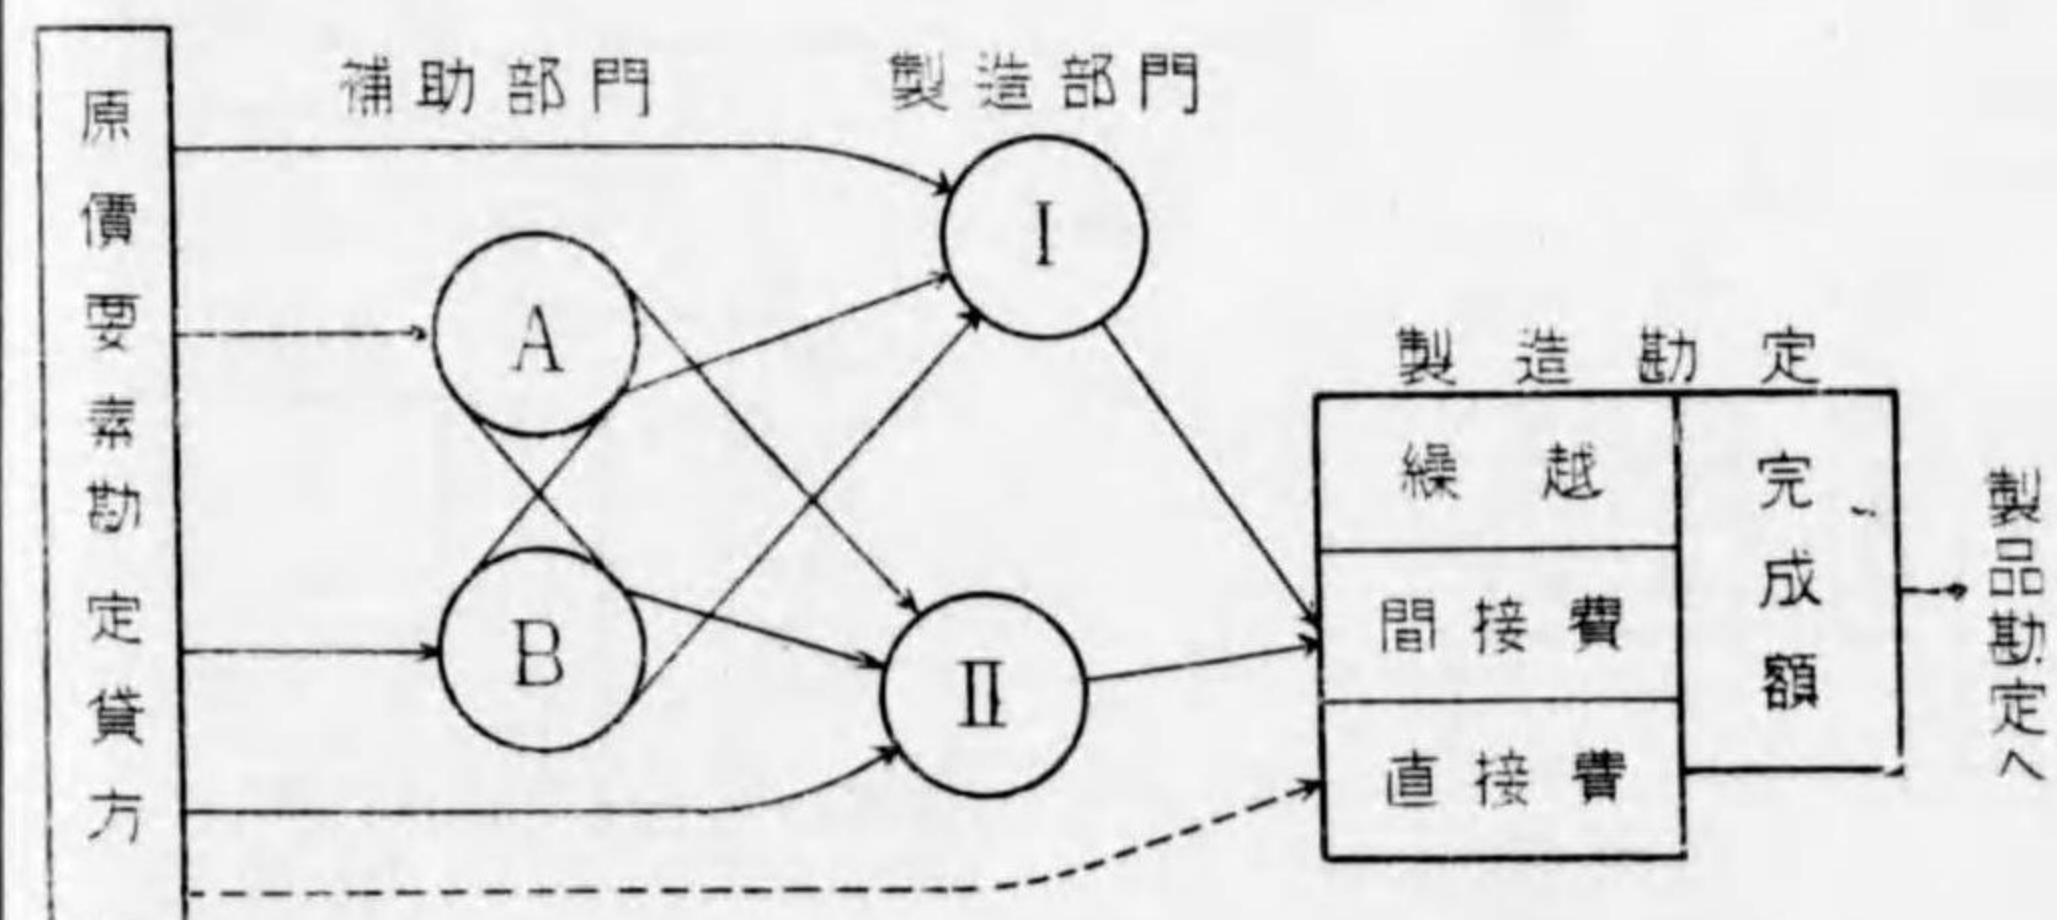 原價要素勘定貸方
補助部門
製造部門
A
B
I
II
製造勘定
繰越
間接費
直接費
完成額
製品勘定へ